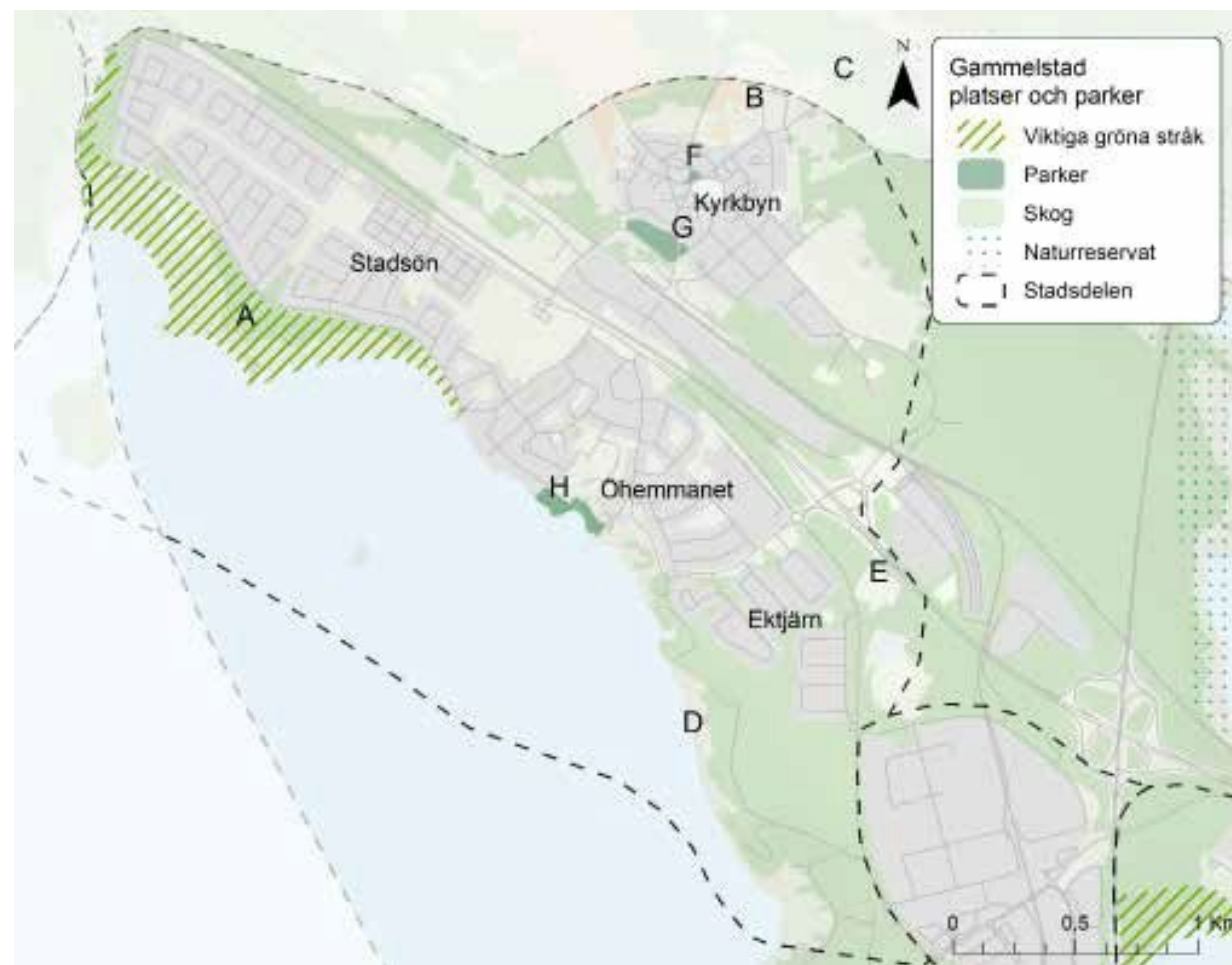 Gammelstad
platser och parker
Viktiga gröna stråk
Parker
Skog
Naturreservat
Stadsdelen
N
C
B
F
Kyrkbyn
G
Stadsön
A
H
Öhemmanet
E
Ektjärn
D
0 0.5 1 Km